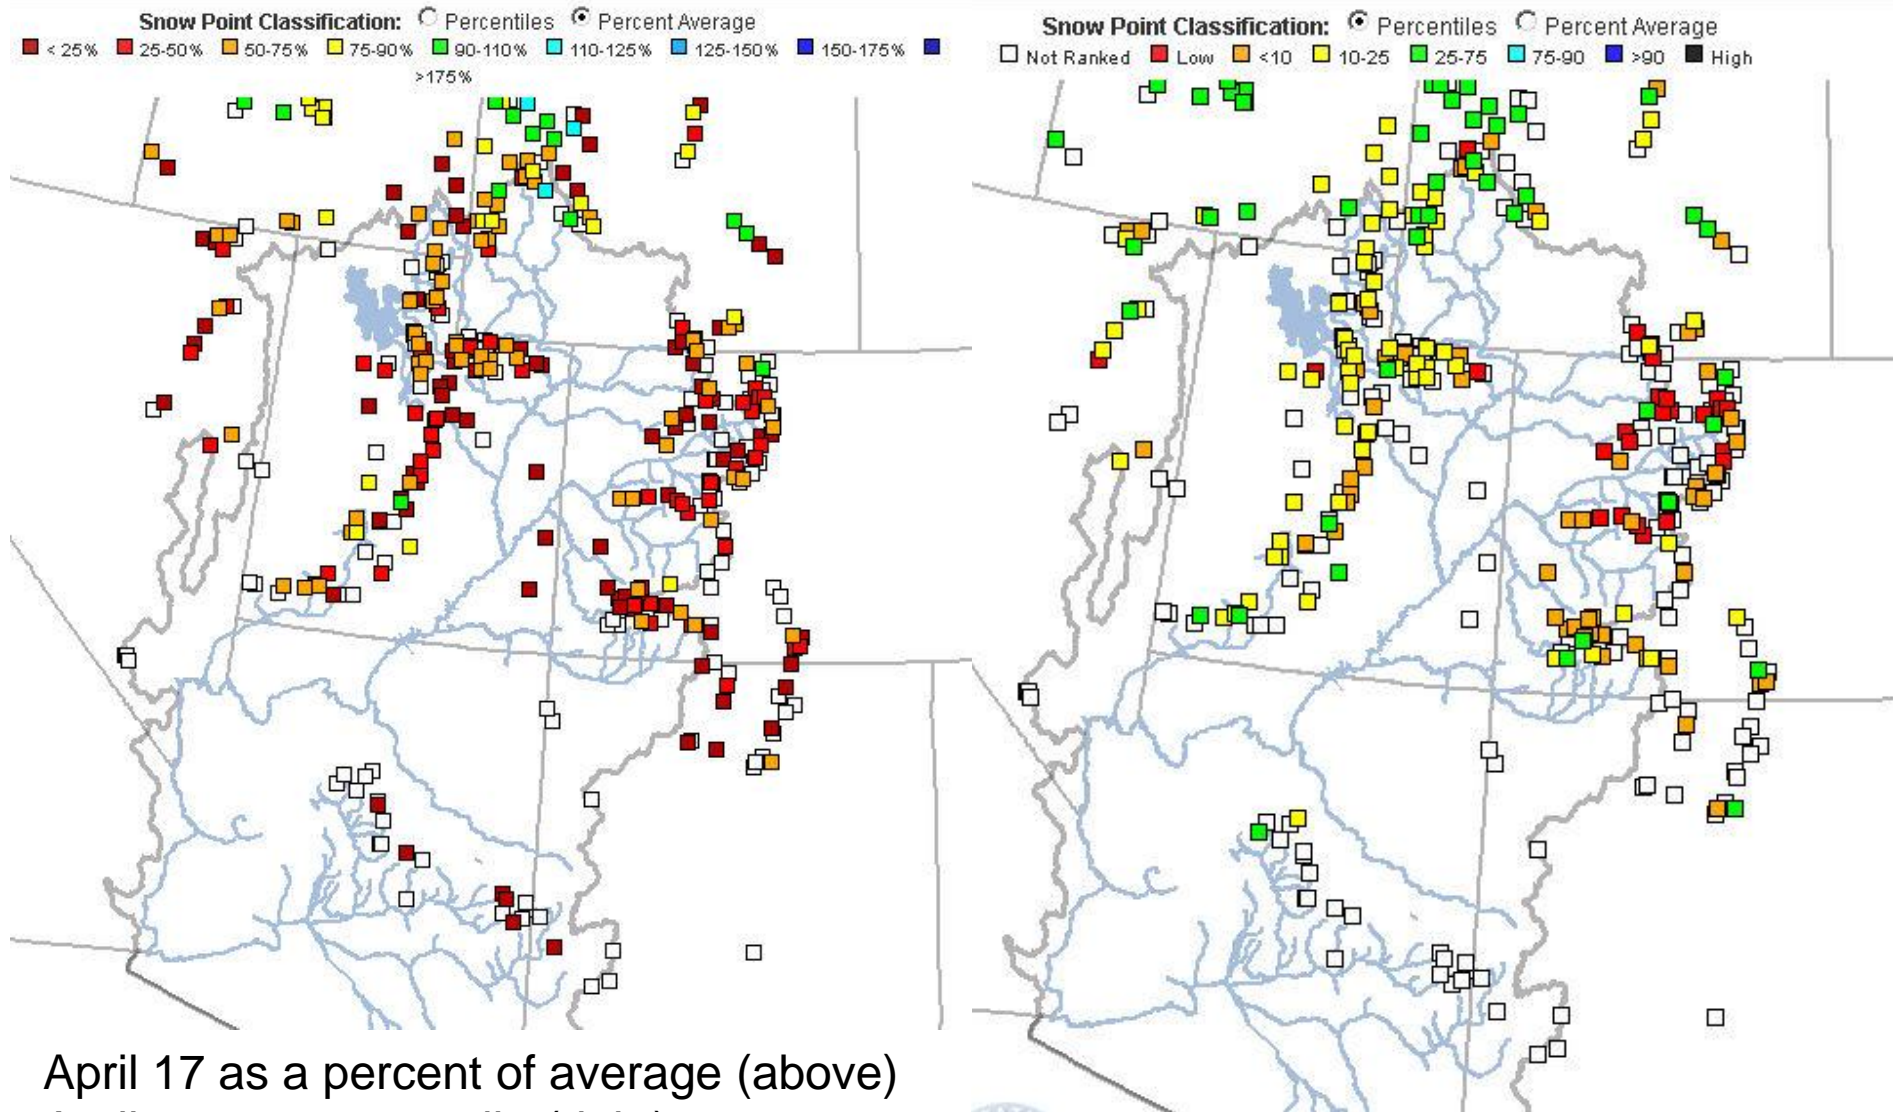 Snow Point Classification: Percentiles Percent Average
< 25% 25-50% 50-75% 75-90% 90-110% 110-125% 125-150% 150-175%
>175%
Snow Point Classification: Percentiles Percent Average
Not Ranked Low <10 10-25 25-75 75-90 >90 High
April 17 as a percent of average (above)